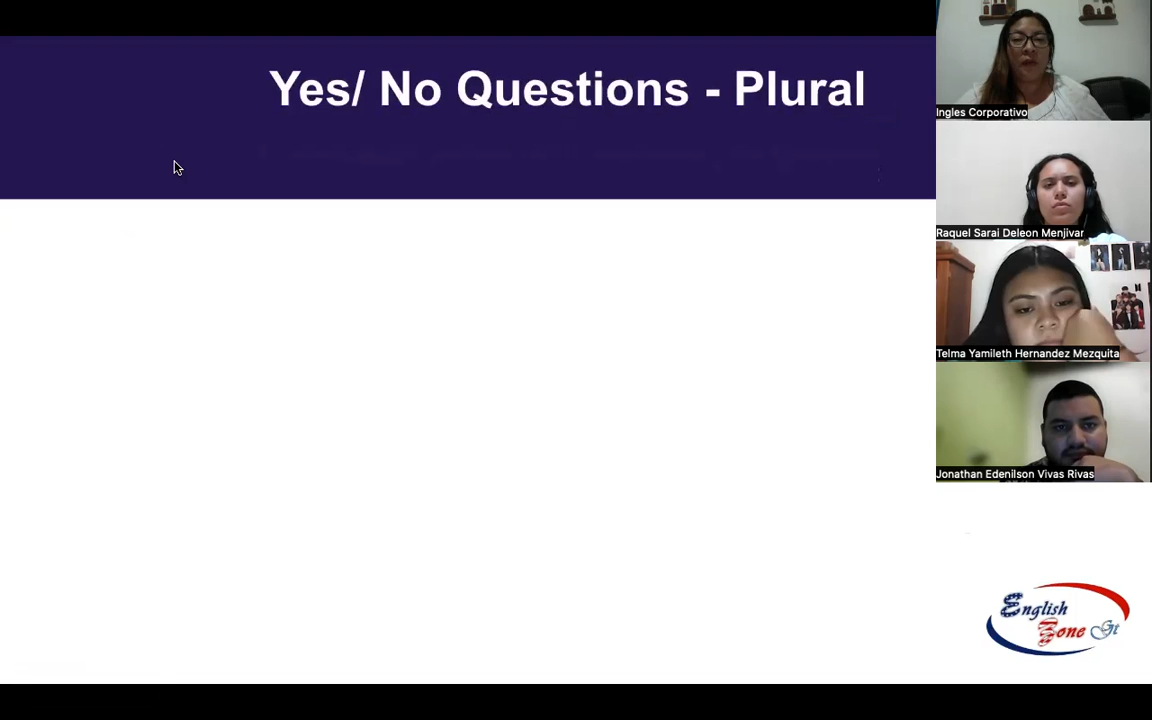 Yes/ No Questions - Plural
Ingles Corporativo
Raquel Sarai Deleon Menjivar
Telma Yamileth Hernandez Mezquita
Jonathan Edenilson Vivas Rivas
English
Zone Gt